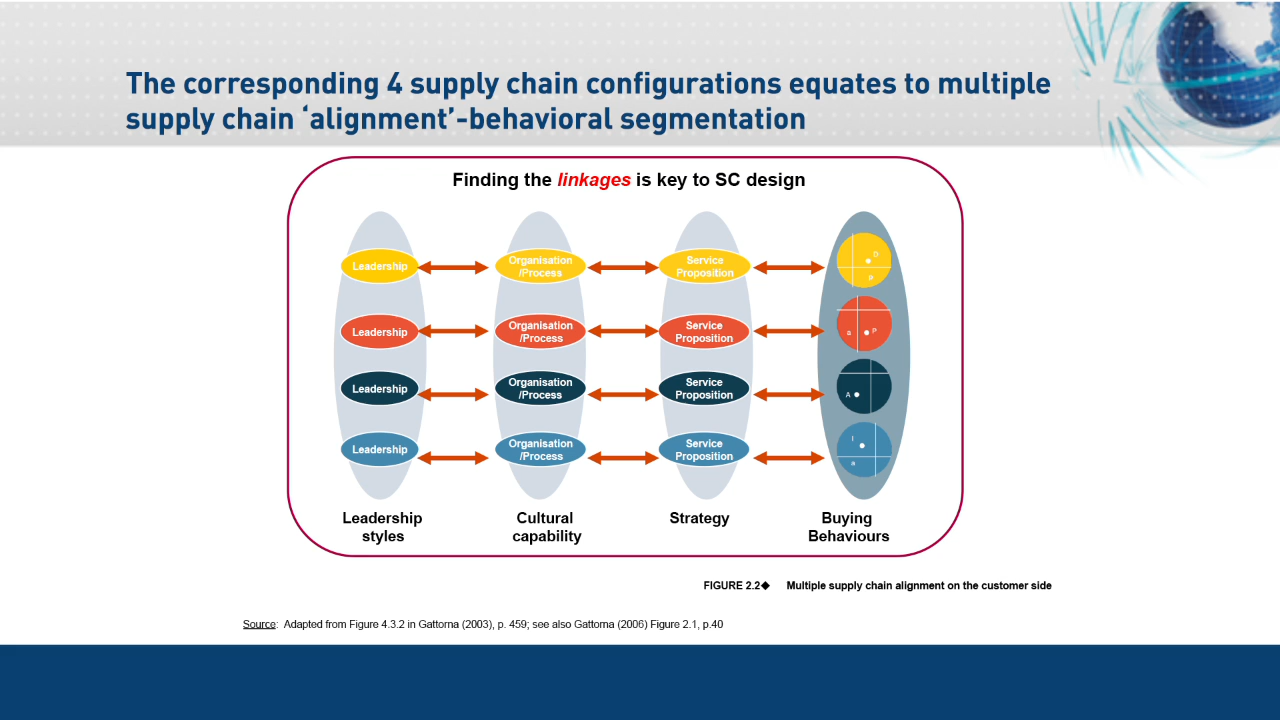 The corresponding 4 supply chain configurations equates to multiple
supply chain ‘alignment’-behavioral segmentation
Finding the linkages is key to SC design
Leadership
Organisation
/Process
Service
Proposition
D
e
Leadership
Organisation
/Process
Service
Proposition
a
P
Leadership
Organisation
/Process
Service
Proposition
A
Leadership
Organisation
/Process
Service
Proposition
I
a
Leadership
styles
Cultural
capability
Strategy
Buying
Behaviours
FIGURE 2.2◆ Multiple supply chain alignment on the customer side
Source: Adapted from Figure 4.3.2 in Gattorna (2003), p. 459; see also Gattorna (2006) Figure 2.1, p.40